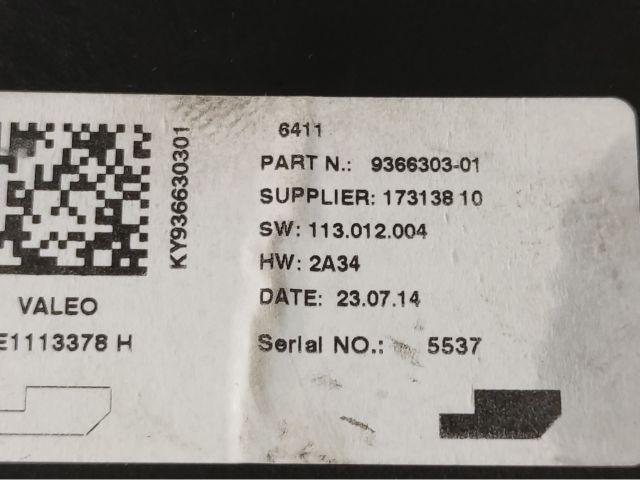 6411
PART N.: 9366303-01
SUPPLIER: 173138 10
SW: 113.012.004
HW: 2A34
DATE: 23.07.14
Serial NO.: 5537
KY936630301
VALEO
E1113378 H